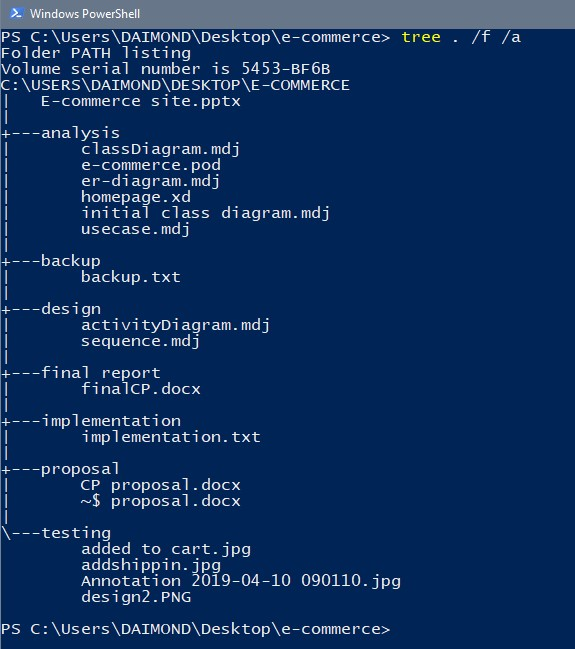 Windows PowerShell
PS C:\Users\DAIMOND\Desktop\e-commerce> tree . /f /a
Folder PATH listing
Volume serial number is 5453-BF6B
C:\USERS\DAIMOND\DESKTOP\E-COMMERCE
|   E-commerce site.pptx
|
+---analysis
|       classDiagram.mdj
|       e-commerce.pod
|       er-diagram.mdj
|       homepage.xd
|       initial class diagram.mdj
|       usecase.mdj
|
+---backup
|       backup.txt
|
+---design
|       activityDiagram.mdj
|       sequence.mdj
|
+---final report
|       finalCP.docx
|
+---implementation
|       implementation.txt
|
+---proposal
|       CP proposal.docx
|       ~$ proposal.docx
|
\---testing
        added to cart.jpg
        addshippin.jpg
        Annotation 2019-04-10 090110.jpg
        design2.PNG

PS C:\Users\DAIMOND\Desktop\e-commerce>